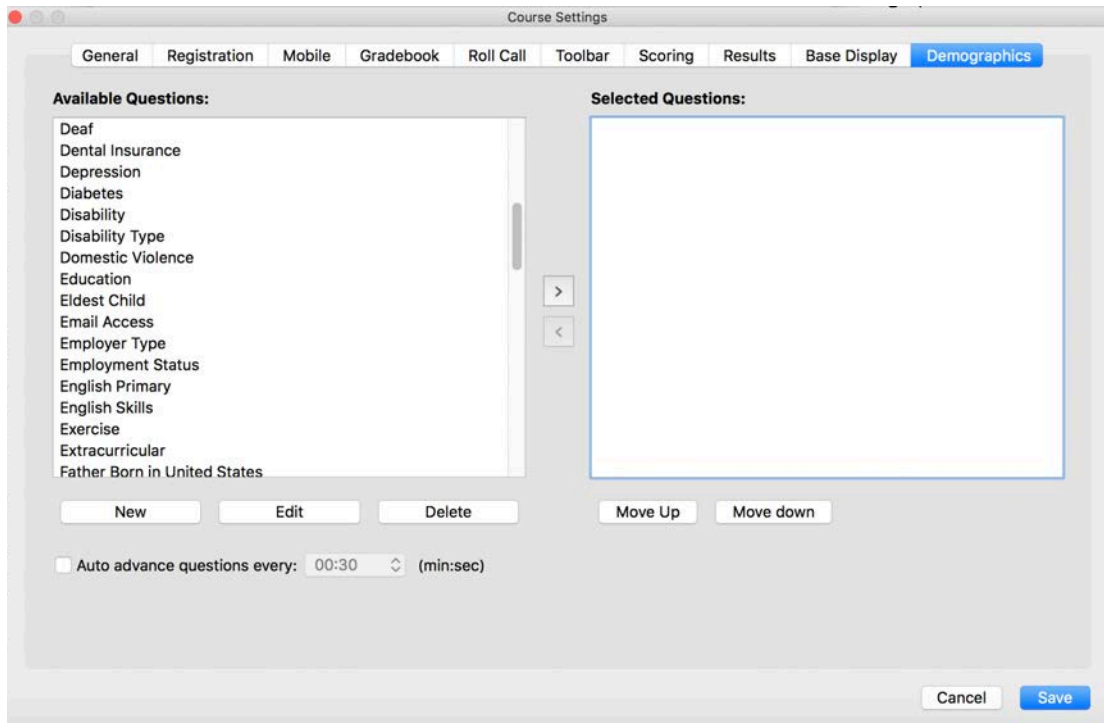 Course Settings
General Registration Mobile Gradebook Roll Call Toolbar Scoring Results Base Display Demographics
Available Questions:
Deaf
Dental Insurance
Depression
Diabetes
Disability
Disability Type
Domestic Violence
Education
Eldest Child
Email Access
Employer Type
Employment Status
English Primary
English Skills
Exercise
Extracurricular
Father Born in United States
New Edit Delete
Auto advance questions every: 00:30 (min:sec)
Selected Questions:
>
<
Move Up Move down
Cancel Save